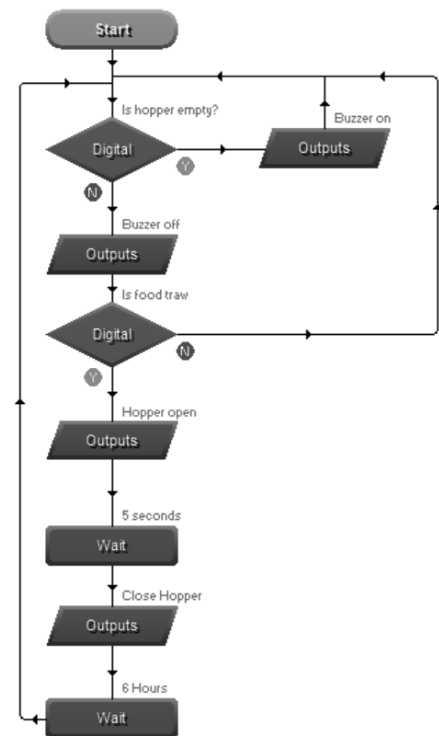 Start
Is hopper empty?
Digital
Y
Buzzer on
Outputs
N
Buzzer off
Outputs
Is food traw
Digital
N
Y
Hopper open
Outputs
5 seconds
Wait
Close Hopper
Outputs
6 Hours
Wait